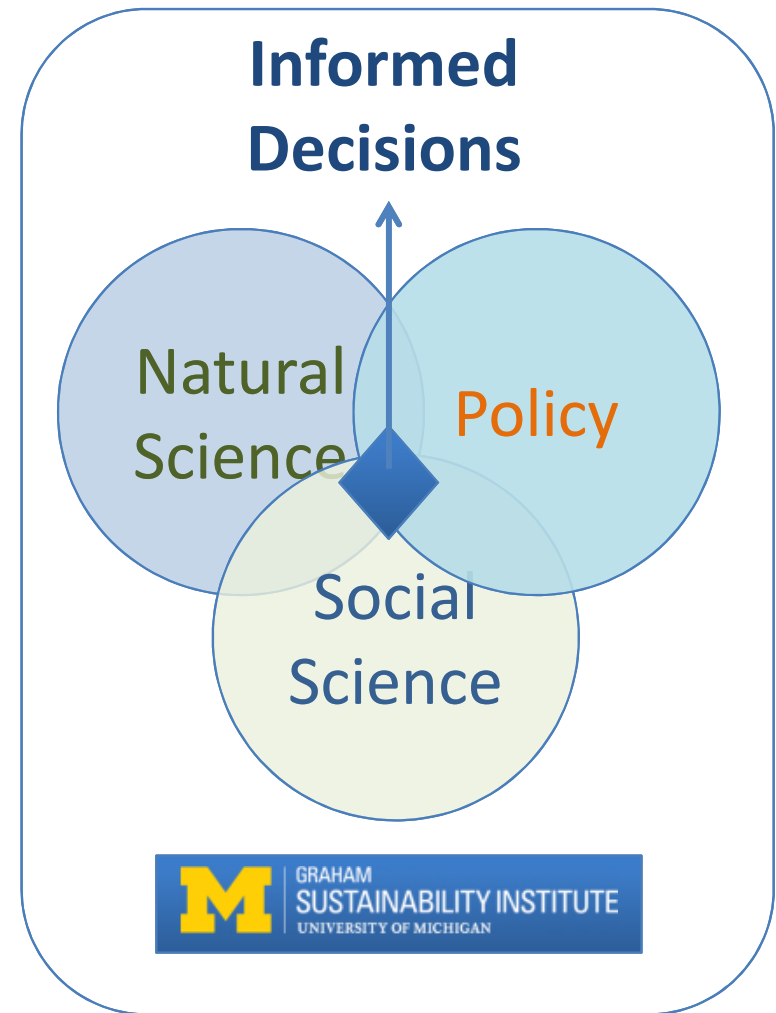 Informed
Decisions
Natural
Science
Policy
Social
Science
M
GRAHAM
SUSTAINABILITY INSTITUTE
UNIVERSITY OF MICHIGAN